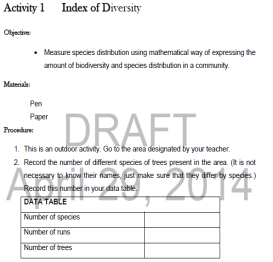 Activity 1 Index of Diversity
Objective:
• Measure species distribution using mathematical way of expressing the
amount of biodiversity and species distribution in a community.
Materials:
Pen
Paper
Procedure:
1. This is an outdoor activity. Go to the area designated by your teacher.
2. Record the number of different species of trees present in the area. (It is not
necessary to know their names, just make sure that they differ by species.)
Record this number in your data table.
DRAFT
April 29, 2014
DATA TABLE
Number of species
Number of runs
Number of trees